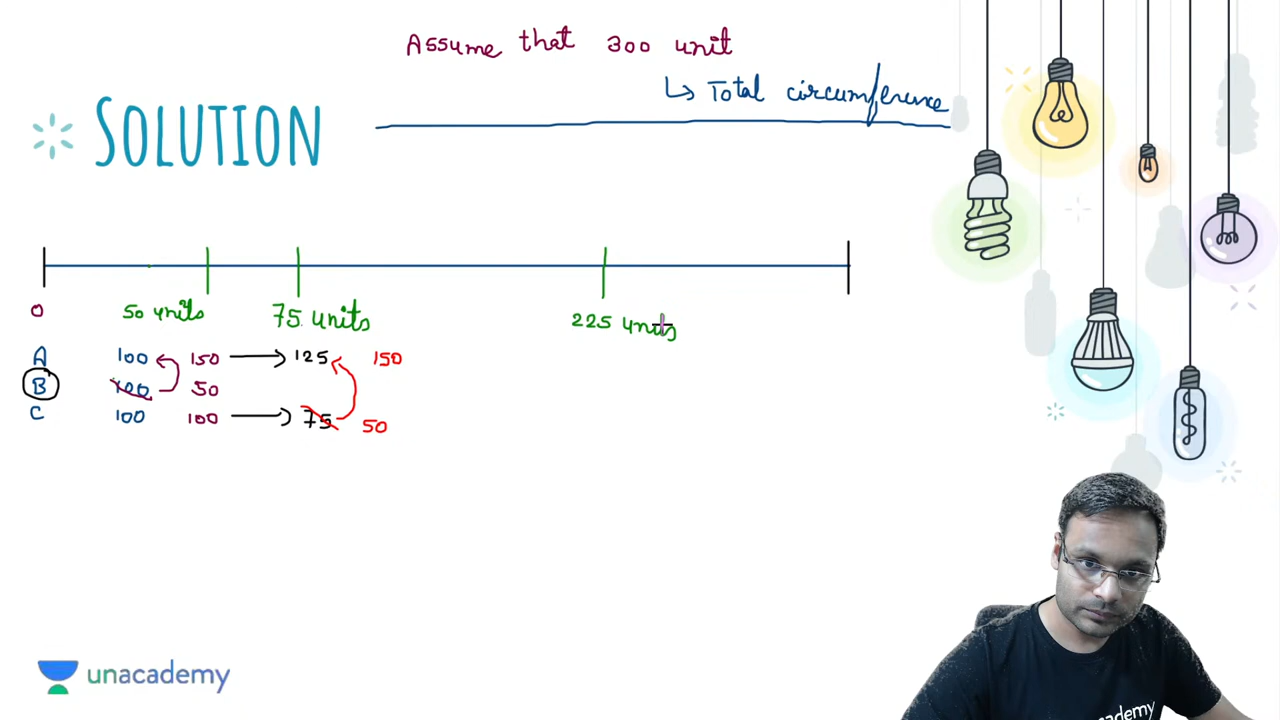 Assume that 300 unit
↳ Total circumference
SOLUTION
0 50 units 75 units 225 units
A 100 150 → 125 150
B 100 50
C 100 100 → 75 50
unacademy
unacademy